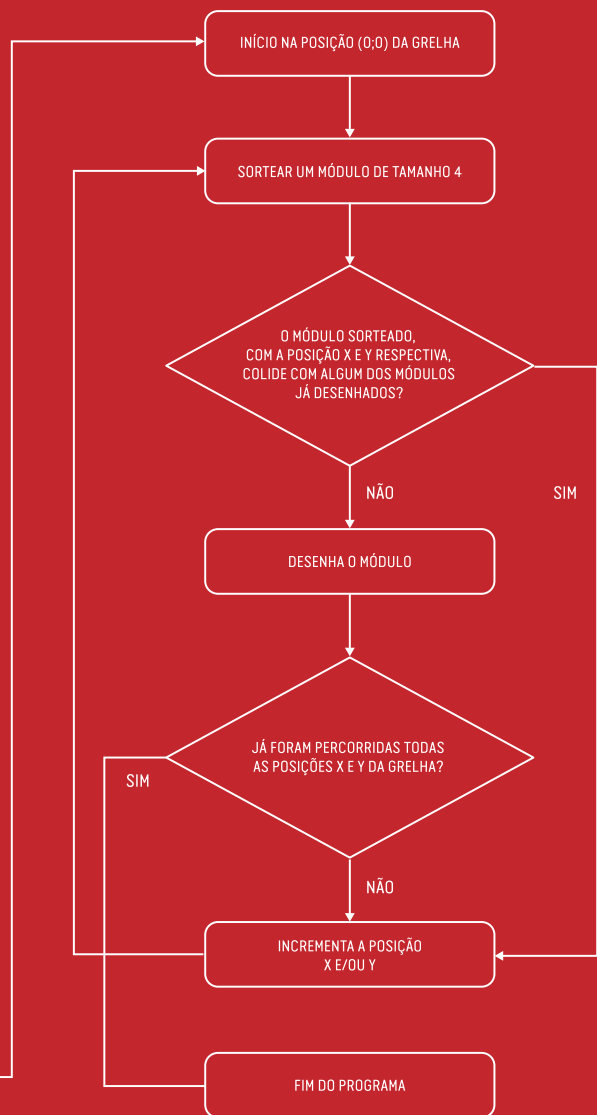 INÍCIO NA POSIÇÃO (0;0) DA GRELHA
SORTEAR UM MÓDULO DE TAMANHO 4
O MÓDULO SORTEADO,
COM A POSIÇÃO X E Y RESPECTIVA,
COLIDE COM ALGUM DOS MÓDULOS
JÁ DESENHADOS?
NÃO
SIM
DESENHA O MÓDULO
JÁ FORAM PERCORRIDAS TODAS
AS POSIÇÕES X E Y DA GRELHA?
SIM
NÃO
INCREMENTA A POSIÇÃO
X E/OU Y
FIM DO PROGRAMA